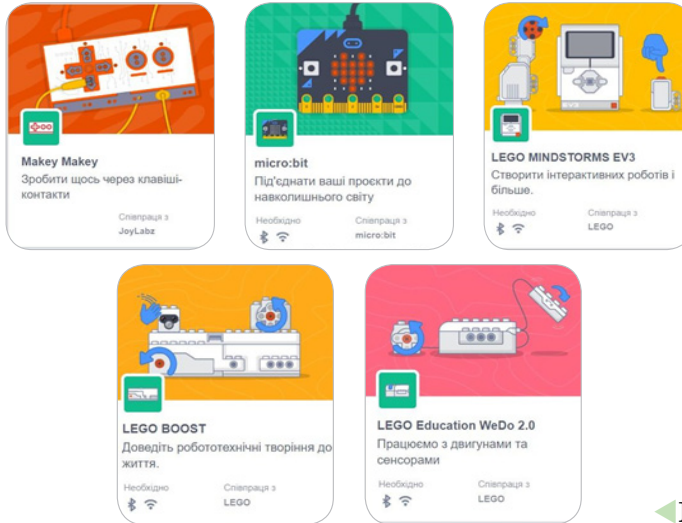 Makey Makey
Зробити щось через клавіші-
контакти
Співпраця з
JoyLabz
micro:bit
Під'єднати ваші проєкти до
навколишнього світу
Необхідно
Співпраця з
micro:bit
LEGO MINDSTORMS EV3
Створити інтерактивних роботів і
більше.
Необхідно
Співпраця з
LEGO
LEGO BOOST
Доведіть робототехнічні творіння до
життя.
Необхідно
Співпраця з
LEGO
LEGO Education WeDo 2.0
Працюємо з двигунами та
сенсорами
Необхідно
Співпраця з
LEGO